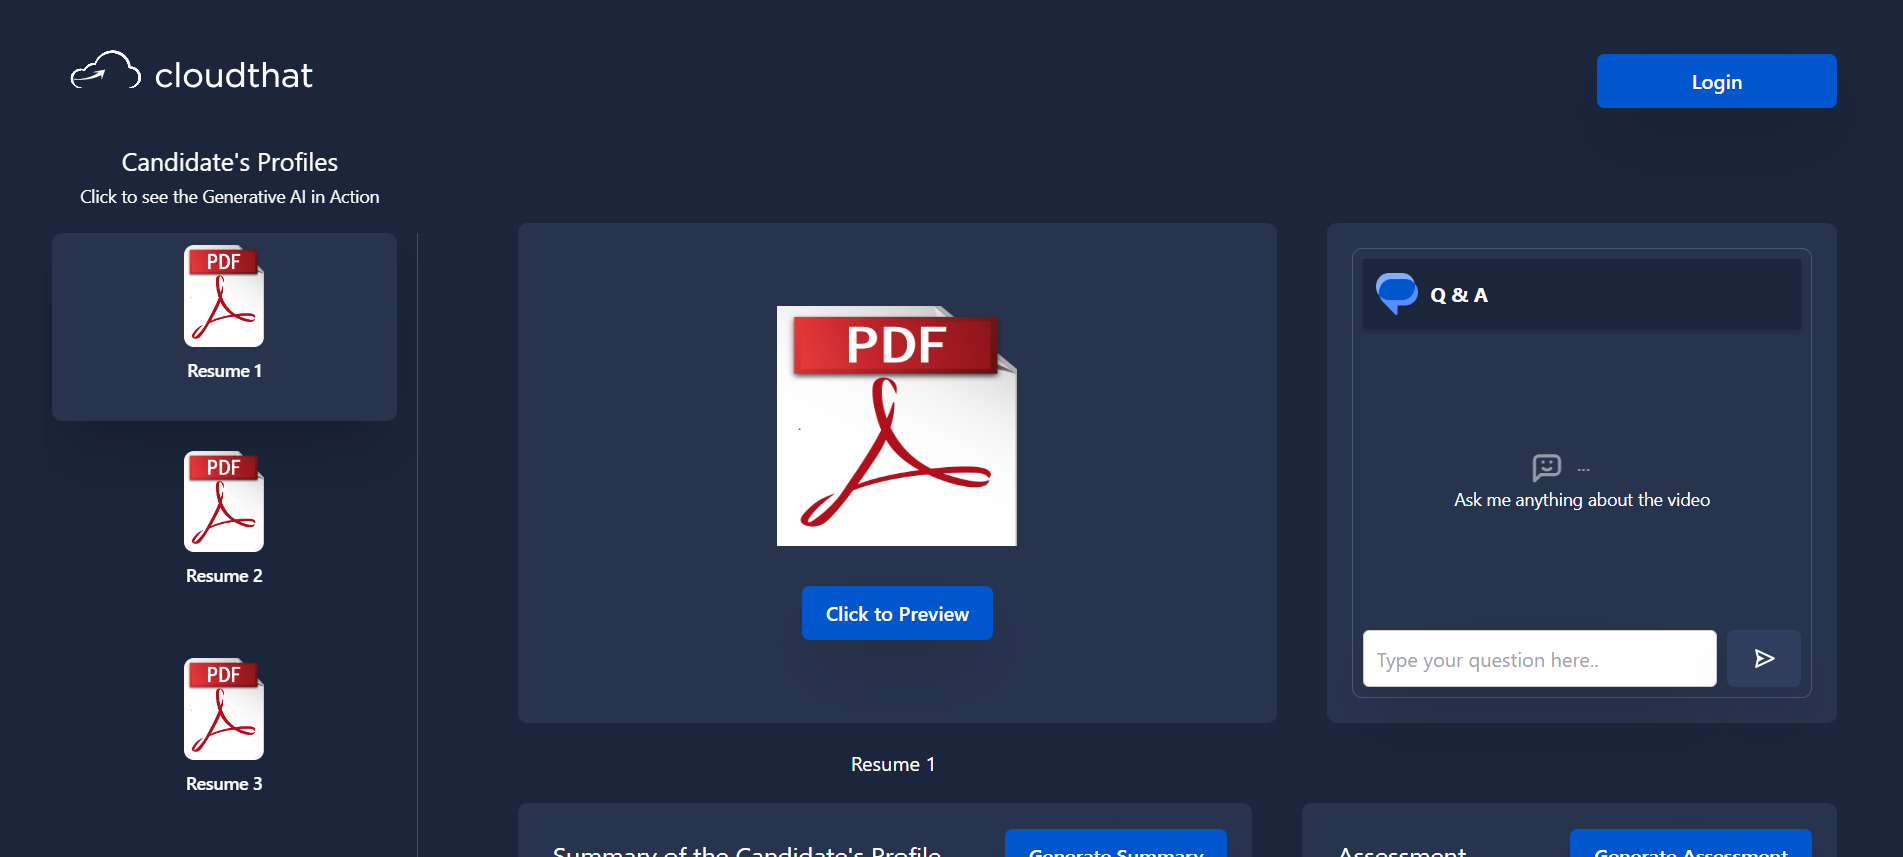 cloudthat
Login
Candidate's Profiles
Click to see the Generative AI in Action
PDF
Resume 1
PDF
Resume 2
PDF
Resume 3
PDF
Click to Preview
Resume 1
Q & A
...
Ask me anything about the video
Type your question here..
Summary of the Candidate's Profile
Generate Summary
Assessment
Generate Assessment